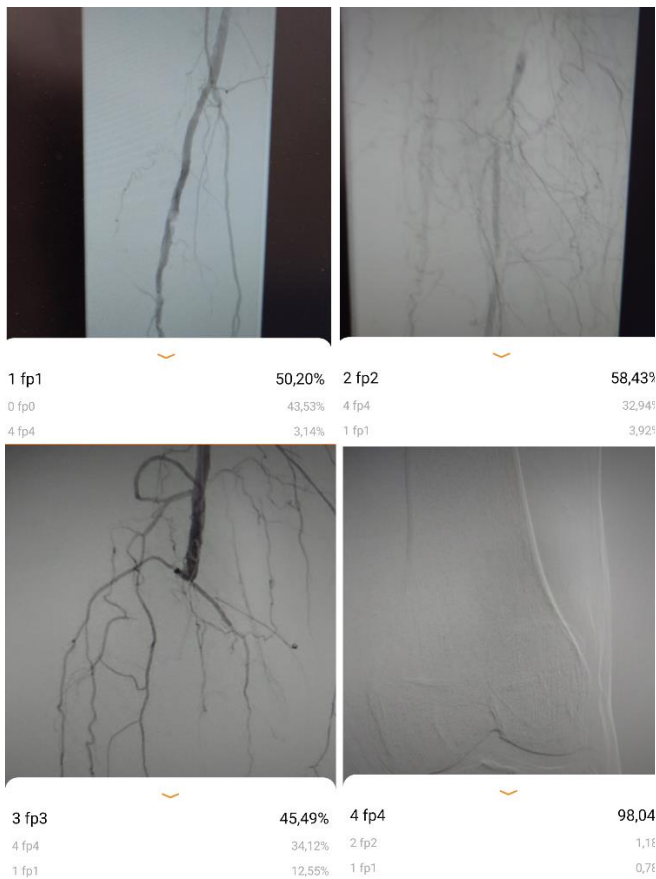 1 fp1 50,20%
0 fp0 43,53%
4 fp4 3,14%
2 fp2 58,43%
4 fp4 32,94%
1 fp1 3,92%
3 fp3 45,49%
4 fp4 34,12%
1 fp1 12,55%
4 fp4 98,04
2 fp2 1,18
1 fp1 0,78